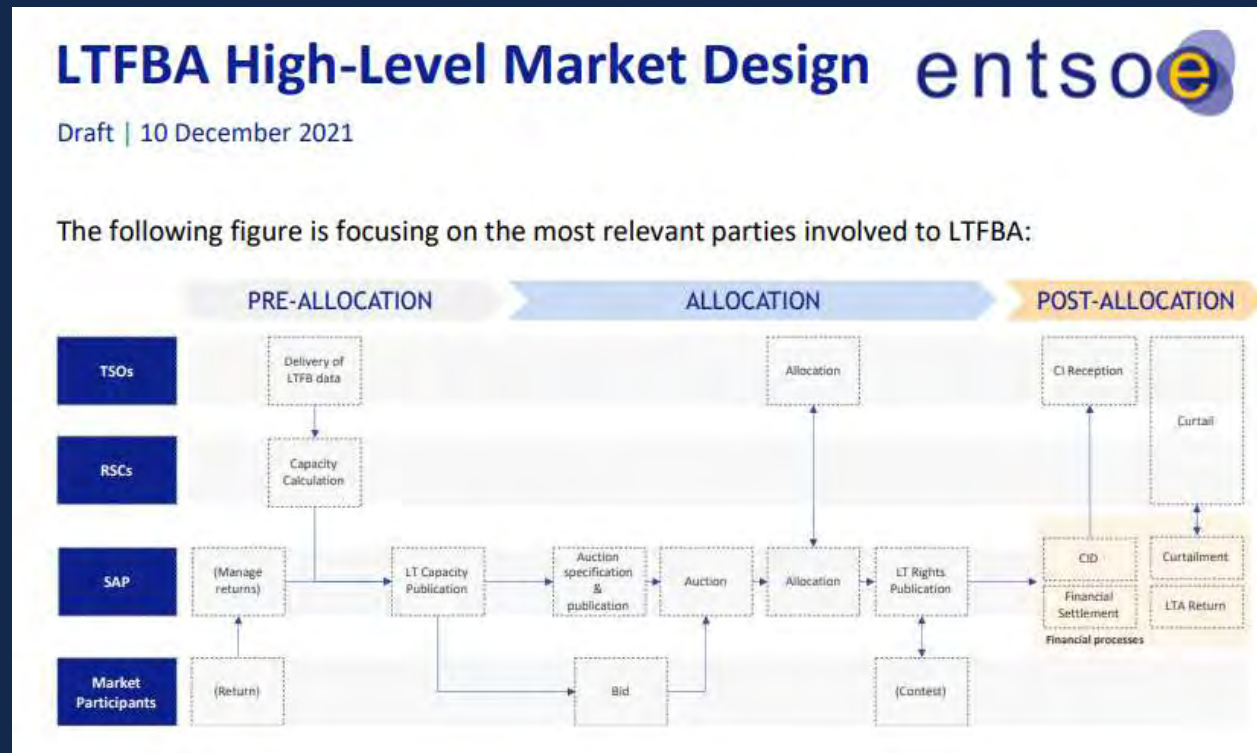 LTFBA High-Level Market Design
entsoe
Draft | 10 December 2021
The following figure is focusing on the most relevant parties involved to LTFBA:
PRE-ALLOCATION
ALLOCATION
POST-ALLOCATION
TSOs
Delivery of
LTFB data
Allocation
CI Reception
Curtail
RSCs
Capacity
Calculation
SAP
(Manage
returns)
LT Capacity
Publication
Auction
specification
&
publication
Auction
Allocation
LT Rights
Publication
CID
Financial
Settlement
Financial processes
Curtailment
LTA Return
Market
Participants
(Return)
Bid
(Contest)